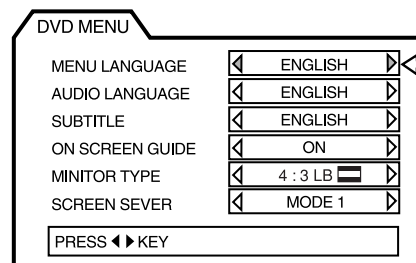 DVD MENU
MENU LANGUAGE ENGLISH
AUDIO LANGUAGE ENGLISH
SUBTITLE ENGLISH
ON SCREEN GUIDE ON
MINITOR TYPE 4 : 3 LB
SCREEN SEVER MODE 1
PRESS ◀ ▶ KEY